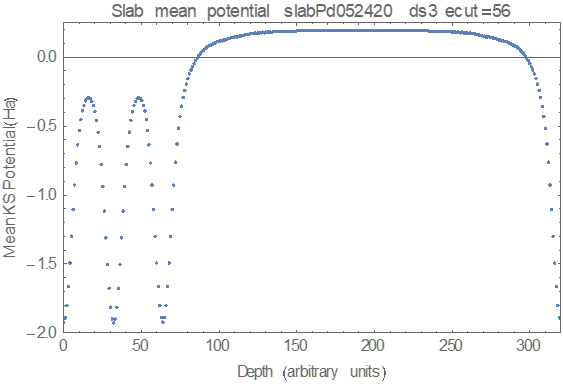 Slab mean potential slabPd052420 ds3 ecut=56
Mean KS Potential(Ha)
0.0
-0.5
-1.0
-1.5
-2.0
0 50 100 150 200 250 300
Depth (arbitrary units)